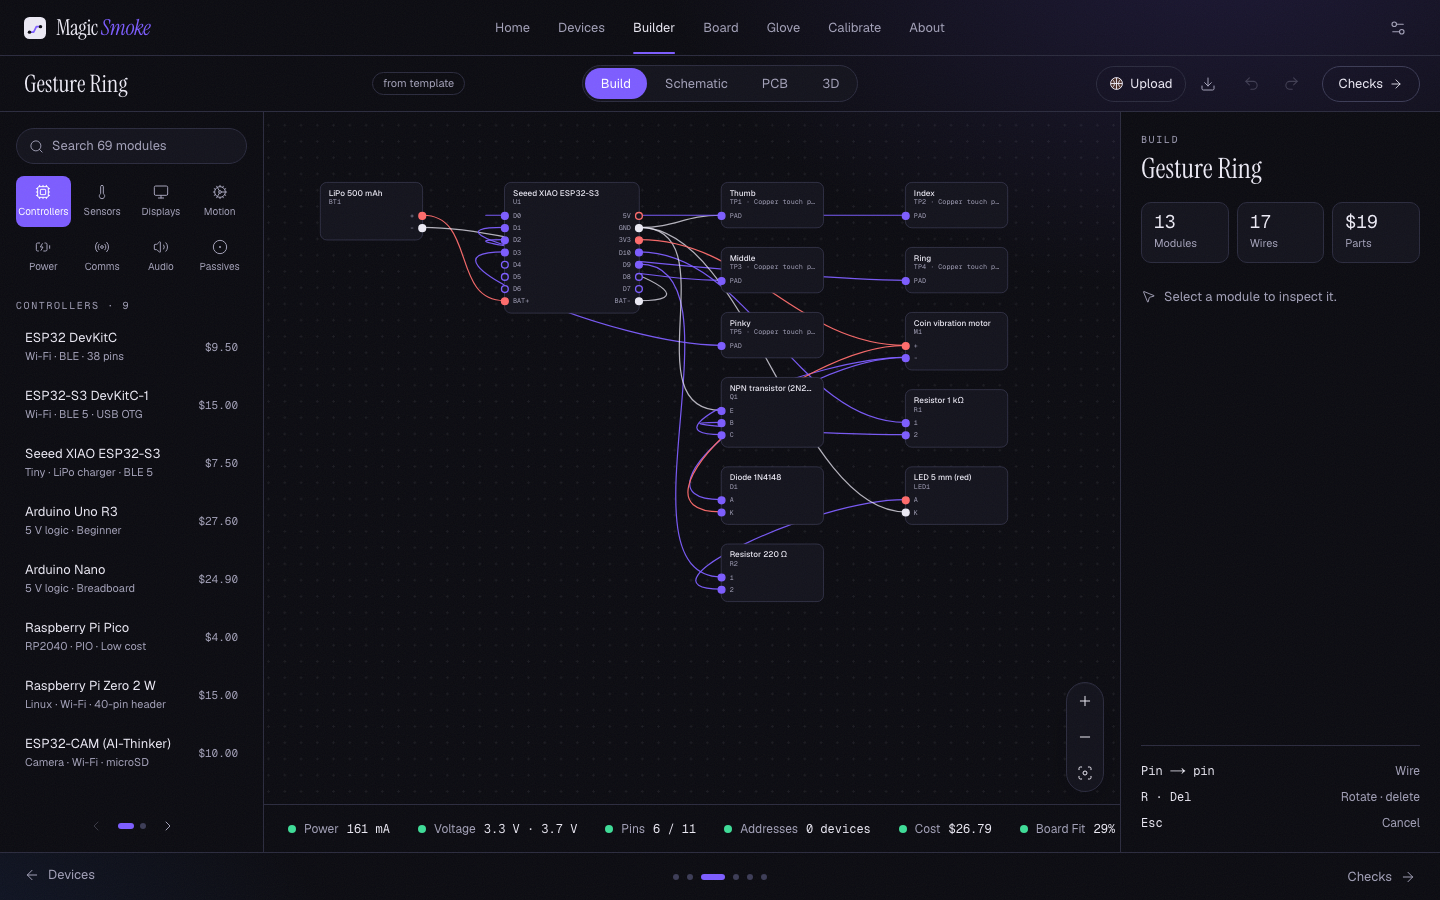 Magic Smoke
Home
Devices
Builder
Board
Glove
Calibrate
About
Gesture Ring
from template
Build
Schematic
PCB
3D
Upload
Checks
Search 69 modules
Controllers
Sensors
Displays
Motion
Power
Comms
Audio
Passives
CONTROLLERS · 9
ESP32 DevKitC
Wi-Fi · BLE · 38 pins
$9.50
ESP32-S3 DevKitC-1
Wi-Fi · BLE 5 · USB OTG
$15.00
Seeed XIAO ESP32-S3
Tiny · LiPo charger · BLE 5
$7.50
Arduino Uno R3
5 V logic · Beginner
$27.60
Arduino Nano
5 V logic · Breadboard
$24.90
Raspberry Pi Pico
RP2040 · PIO · Low cost
$4.00
Raspberry Pi Zero 2 W
Linux · Wi-Fi · 40-pin header
$15.00
ESP32-CAM (AI-Thinker)
Camera · Wi-Fi · microSD
$10.00
LiPo 500 mAh
BT1
+
-
Seeed XIAO ESP32-S3
U1
D0
D1
D2
D3
D4
D5
D6
BAT+
5V
GND
3V3
D10
D9
D8
D7
BAT-
Thumb
TP1 · Copper touch p…
PAD
Index
TP2 · Copper touch p…
PAD
Middle
TP3 · Copper touch p…
PAD
Ring
TP4 · Copper touch p…
PAD
Pinky
TP5 · Copper touch p…
PAD
Coin vibration motor
M1
+
-
NPN transistor (2N2…
Q1
E
B
C
Resistor 1 kΩ
R1
1
2
Diode 1N4148
D1
A
K
LED 5 mm (red)
LED1
A
K
Resistor 220 Ω
R2
1
2
Power 161 mA
Voltage 3.3 V · 3.7 V
Pins 6 / 11
Addresses 0 devices
Cost $26.79
Board Fit 29%
BUILD
Gesture Ring
13
Modules
17
Wires
$19
Parts
Select a module to inspect it.
Pin → pin
Wire
R · Del
Rotate · delete
Esc
Cancel
Devices
Checks